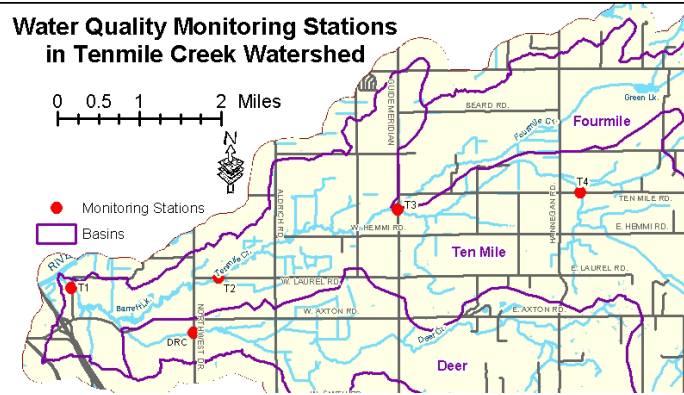 Water Quality Monitoring Stations
in Tenmile Creek Watershed
0 0.5 1 2 Miles
N
Monitoring Stations
Basins
GUIDE MERIDIAN
BEARD RD.
Green Lk.
Fourmile Cr.
Fourmile
T4
TEN MILE RD.
T3
ALDRICH RD.
HANNEGAN RD.
W. HEMMI RD.
E. HEMMI RD.
Ten Mile
Tenmile Cr.
E. LAUREL RD.
T1
T2
W. LAUREL RD.
Barrett Lk.
NORTHWEST DR.
W. AXTON RD.
E. AXTON RD.
DRC
Deer Cr.
Deer